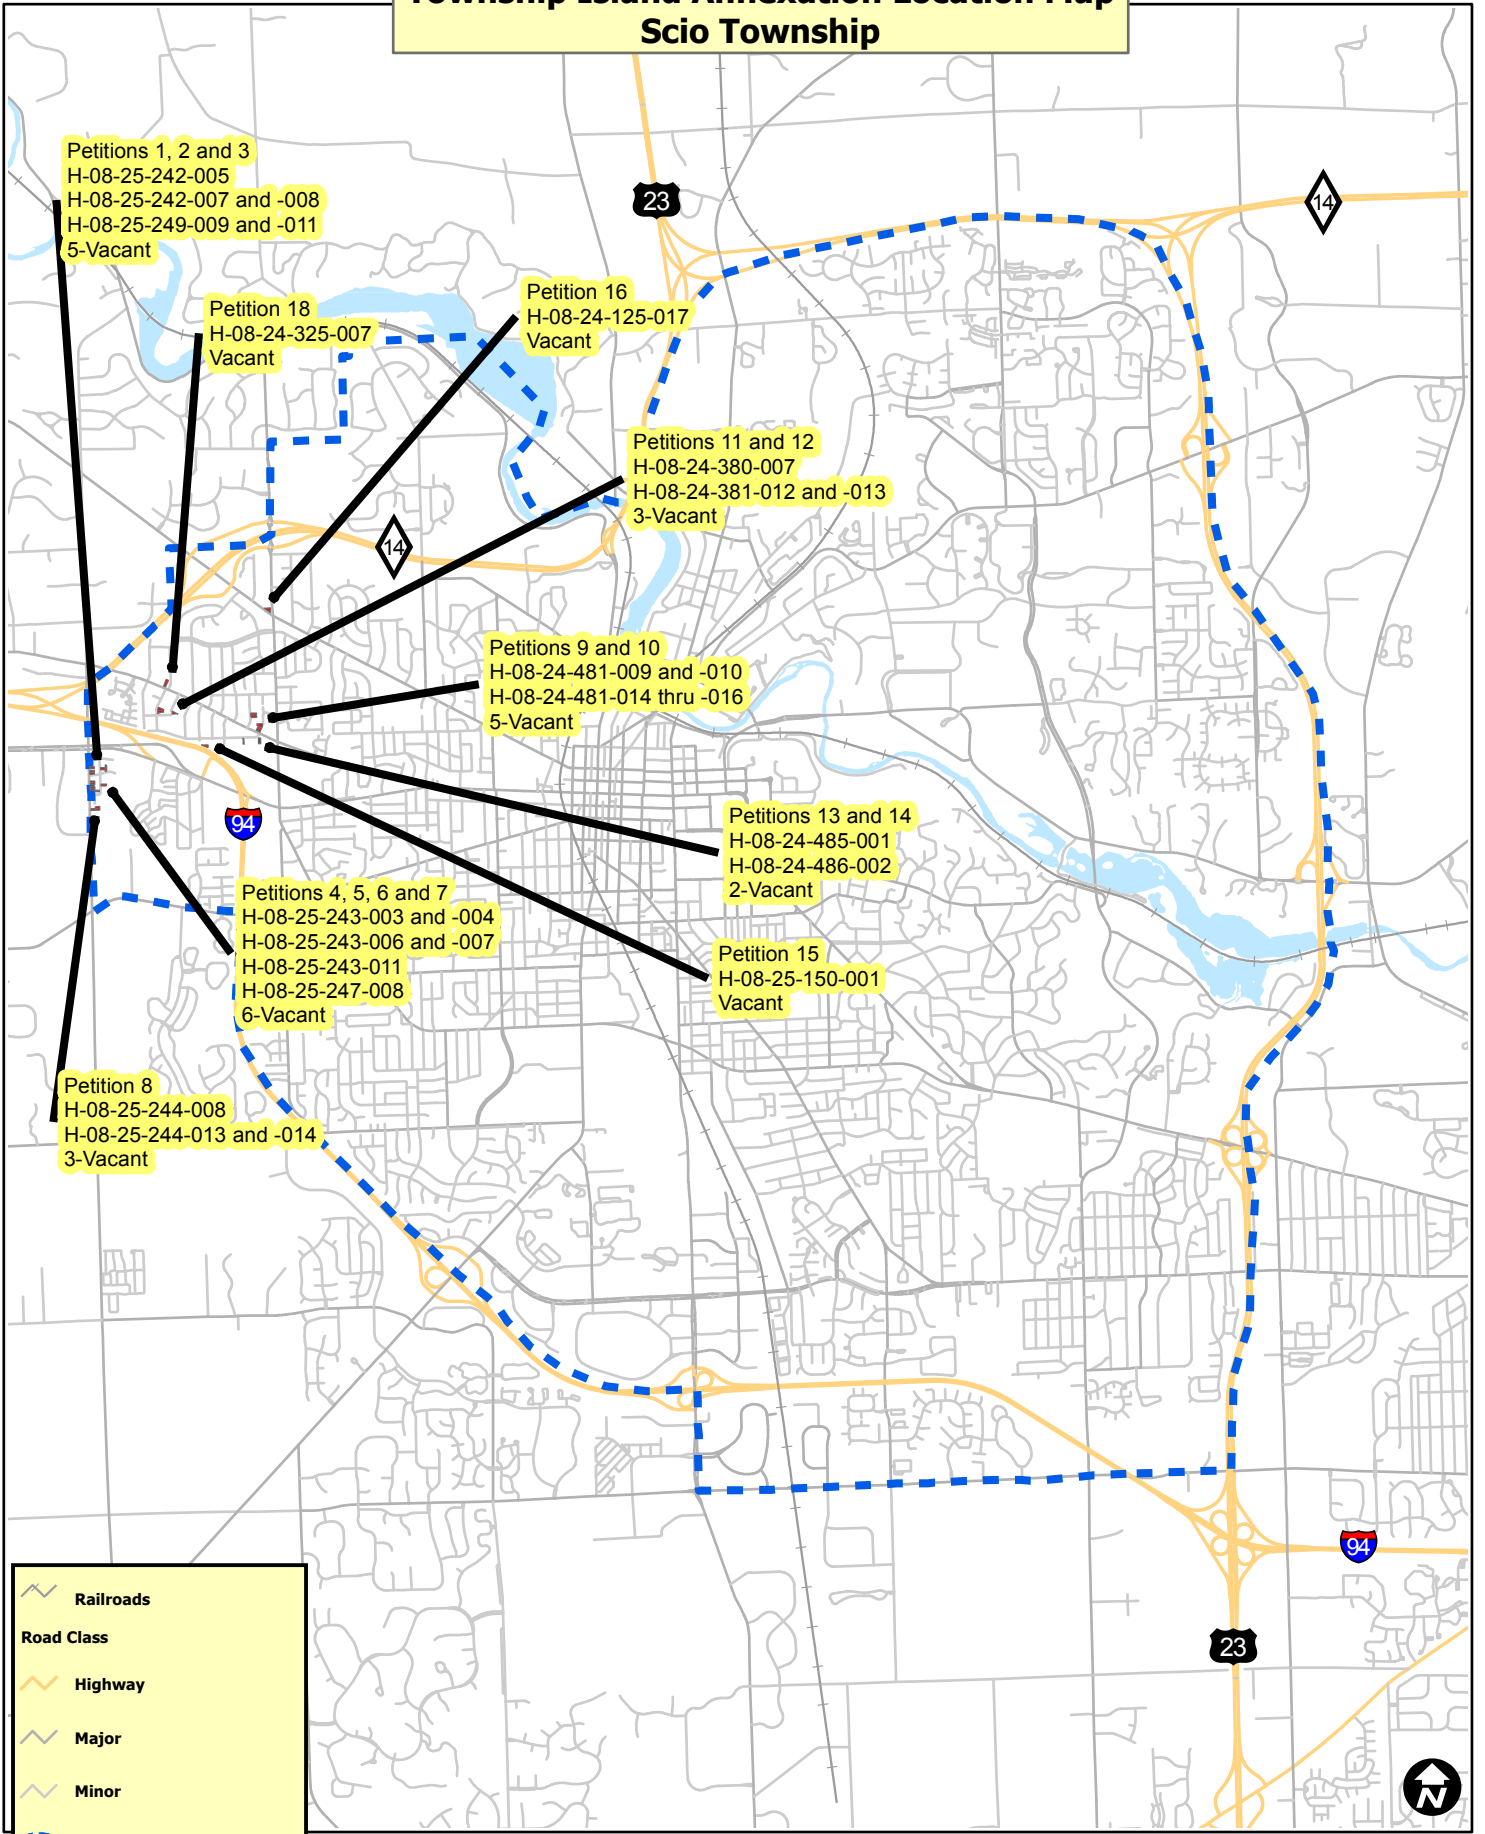 Township Island Annexation Location Map
Scio Township
Petitions 1, 2 and 3
H-08-25-242-005
H-08-25-242-007 and -008
H-08-25-249-009 and -011
5-Vacant
23
14
Petition 18
H-08-24-325-007
Vacant
Petition 16
H-08-24-125-017
Vacant
Petitions 11 and 12
H-08-24-380-007
H-08-24-381-012 and -013
3-Vacant
14
Petitions 9 and 10
H-08-24-481-009 and -010
H-08-24-481-014 thru -016
5-Vacant
94
Petitions 13 and 14
H-08-24-485-001
H-08-24-486-002
2-Vacant
Petitions 4, 5, 6 and 7
H-08-25-243-003 and -004
H-08-25-243-006 and -007
H-08-25-243-011
H-08-25-247-008
6-Vacant
Petition 15
H-08-25-150-001
Vacant
Petition 8
H-08-25-244-008
H-08-25-244-013 and -014
3-Vacant
94
23
Railroads
Road Class
Highway
Major
Minor
N